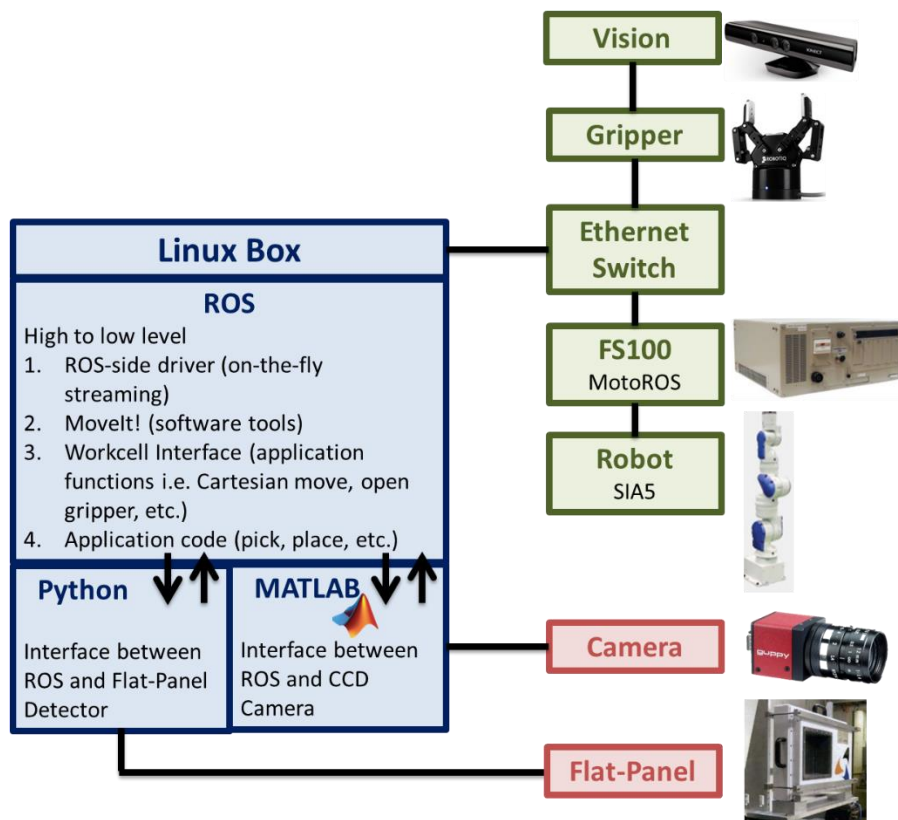 Vision
KINECT
Gripper
ROBOTIQ
Linux Box
Ethernet
Switch
ROS
High to low level
1. ROS-side driver (on-the-fly
streaming)
2. MoveIt! (software tools)
3. Workcell Interface (application
functions i.e. Cartesian move, open
gripper, etc.)
4. Application code (pick, place, etc.)
FS100
MotoROS
Robot
SIA5
Python
Interface between
ROS and Flat-Panel
Detector
MATLAB
Interface between
ROS and CCD
Camera
Camera
GUPPY
Flat-Panel